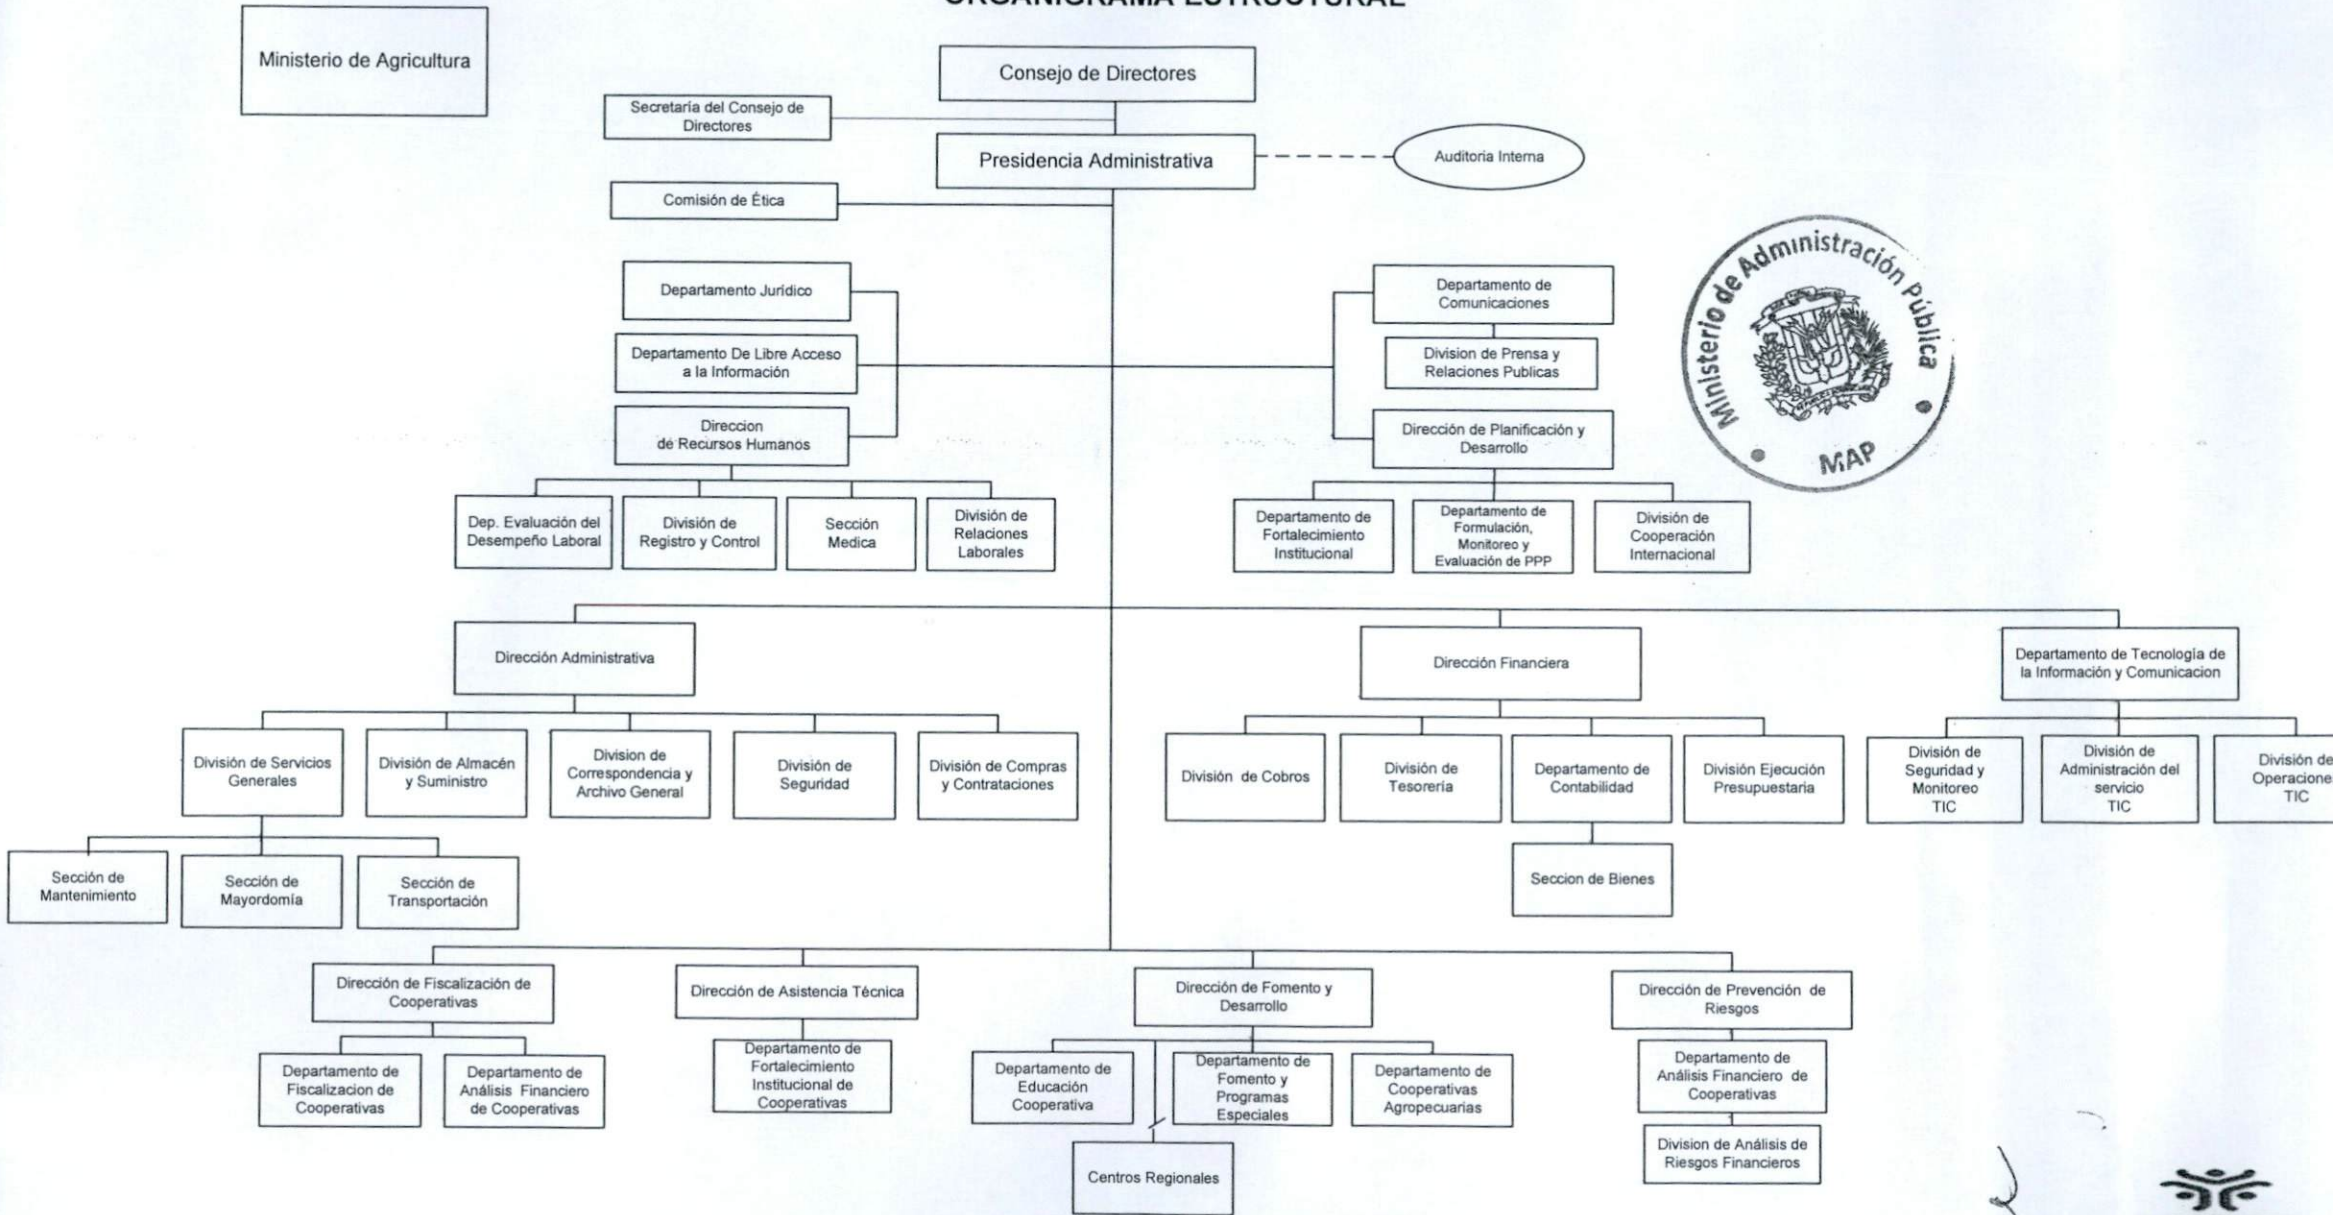 ORGANIGRAMA ESTRUCTURAL
Ministerio de Agricultura
Consejo de Directores
Secretaría del Consejo de
Directores
Presidencia Administrativa
Auditoria Interna
Comisión de Ética
Departamento Jurídico
Departamento De Libre Acceso
a la Información
Direccion
de Recursos Humanos
Departamento de
Comunicaciones
Division de Prensa y
Relaciones Publicas
Dirección de Planificación y
Desarrollo
Ministerio de Administración Pública
MAP
Dep. Evaluación del
Desempeño Laboral
División de
Registro y Control
Sección
Medica
División de
Relaciones
Laborales
Departamento de
Fortalecimiento
Institucional
Departamento de
Formulación,
Monitoreo y
Evaluación de PPP
División de
Cooperación
Internacional
Dirección Administrativa
Dirección Financiera
Departamento de Tecnología de
la Información y Comunicacion
División de Servicios
Generales
División de Almacén
y Suministro
Division de
Correspondencia y
Archivo General
División de
Seguridad
División de Compras
y Contrataciones
División de Cobros
División de
Tesorería
Departamento de
Contabilidad
División Ejecución
Presupuestaria
División de
Seguridad y
Monitoreo
TIC
División de
Administración del
servicio
TIC
División de
Operacione
TIC
Sección de
Mantenimiento
Sección de
Mayordomía
Sección de
Transportación
Seccion de Bienes
Dirección de Fiscalización de
Cooperativas
Dirección de Asistencia Técnica
Dirección de Fomento y
Desarrollo
Dirección de Prevención de
Riesgos
Departamento de
Fiscalizacion de
Cooperativas
Departamento de
Análisis Financiero
de Cooperativas
Departamento de
Fortalecimiento
Institucional de
Cooperativas
Departamento de
Educación
Cooperativa
Departamento de
Fomento y
Programas
Especiales
Departamento de
Cooperativas
Agropecuarias
Departamento de
Análisis Financiero de
Cooperativas
Division de Análisis de
Riesgos Financieros
Centros Regionales